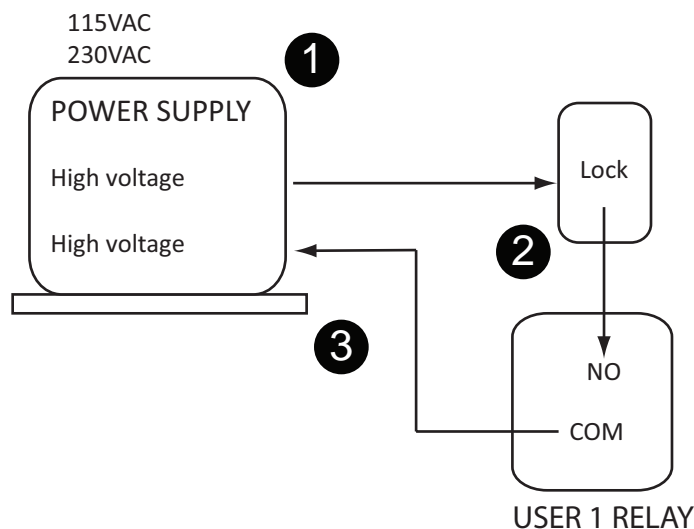 115VAC
230VAC
1
POWER SUPPLY
High voltage
Lock
High voltage
2
3
NO
COM
USER 1 RELAY